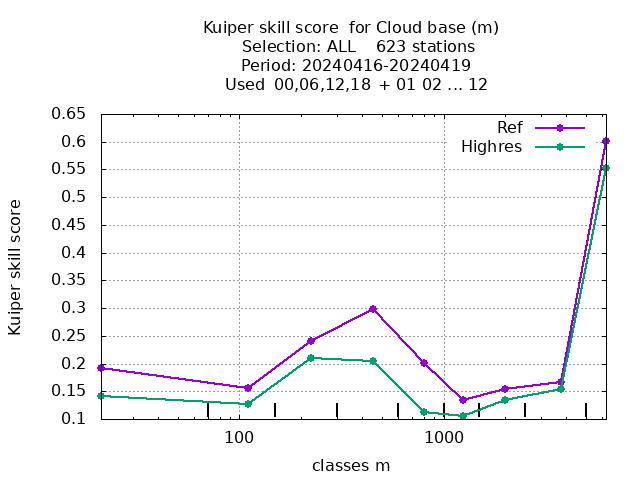 Kuiper skill score  for Cloud base (m)
Selection: ALL    623 stations
Period: 20240416-20240419
Used  00,06,12,18 + 01 02 ... 12
Ref
Highres
Kuiper skill score
0.65
0.6
0.55
0.5
0.45
0.4
0.35
0.3
0.25
0.2
0.15
0.1
100
1000
classes m